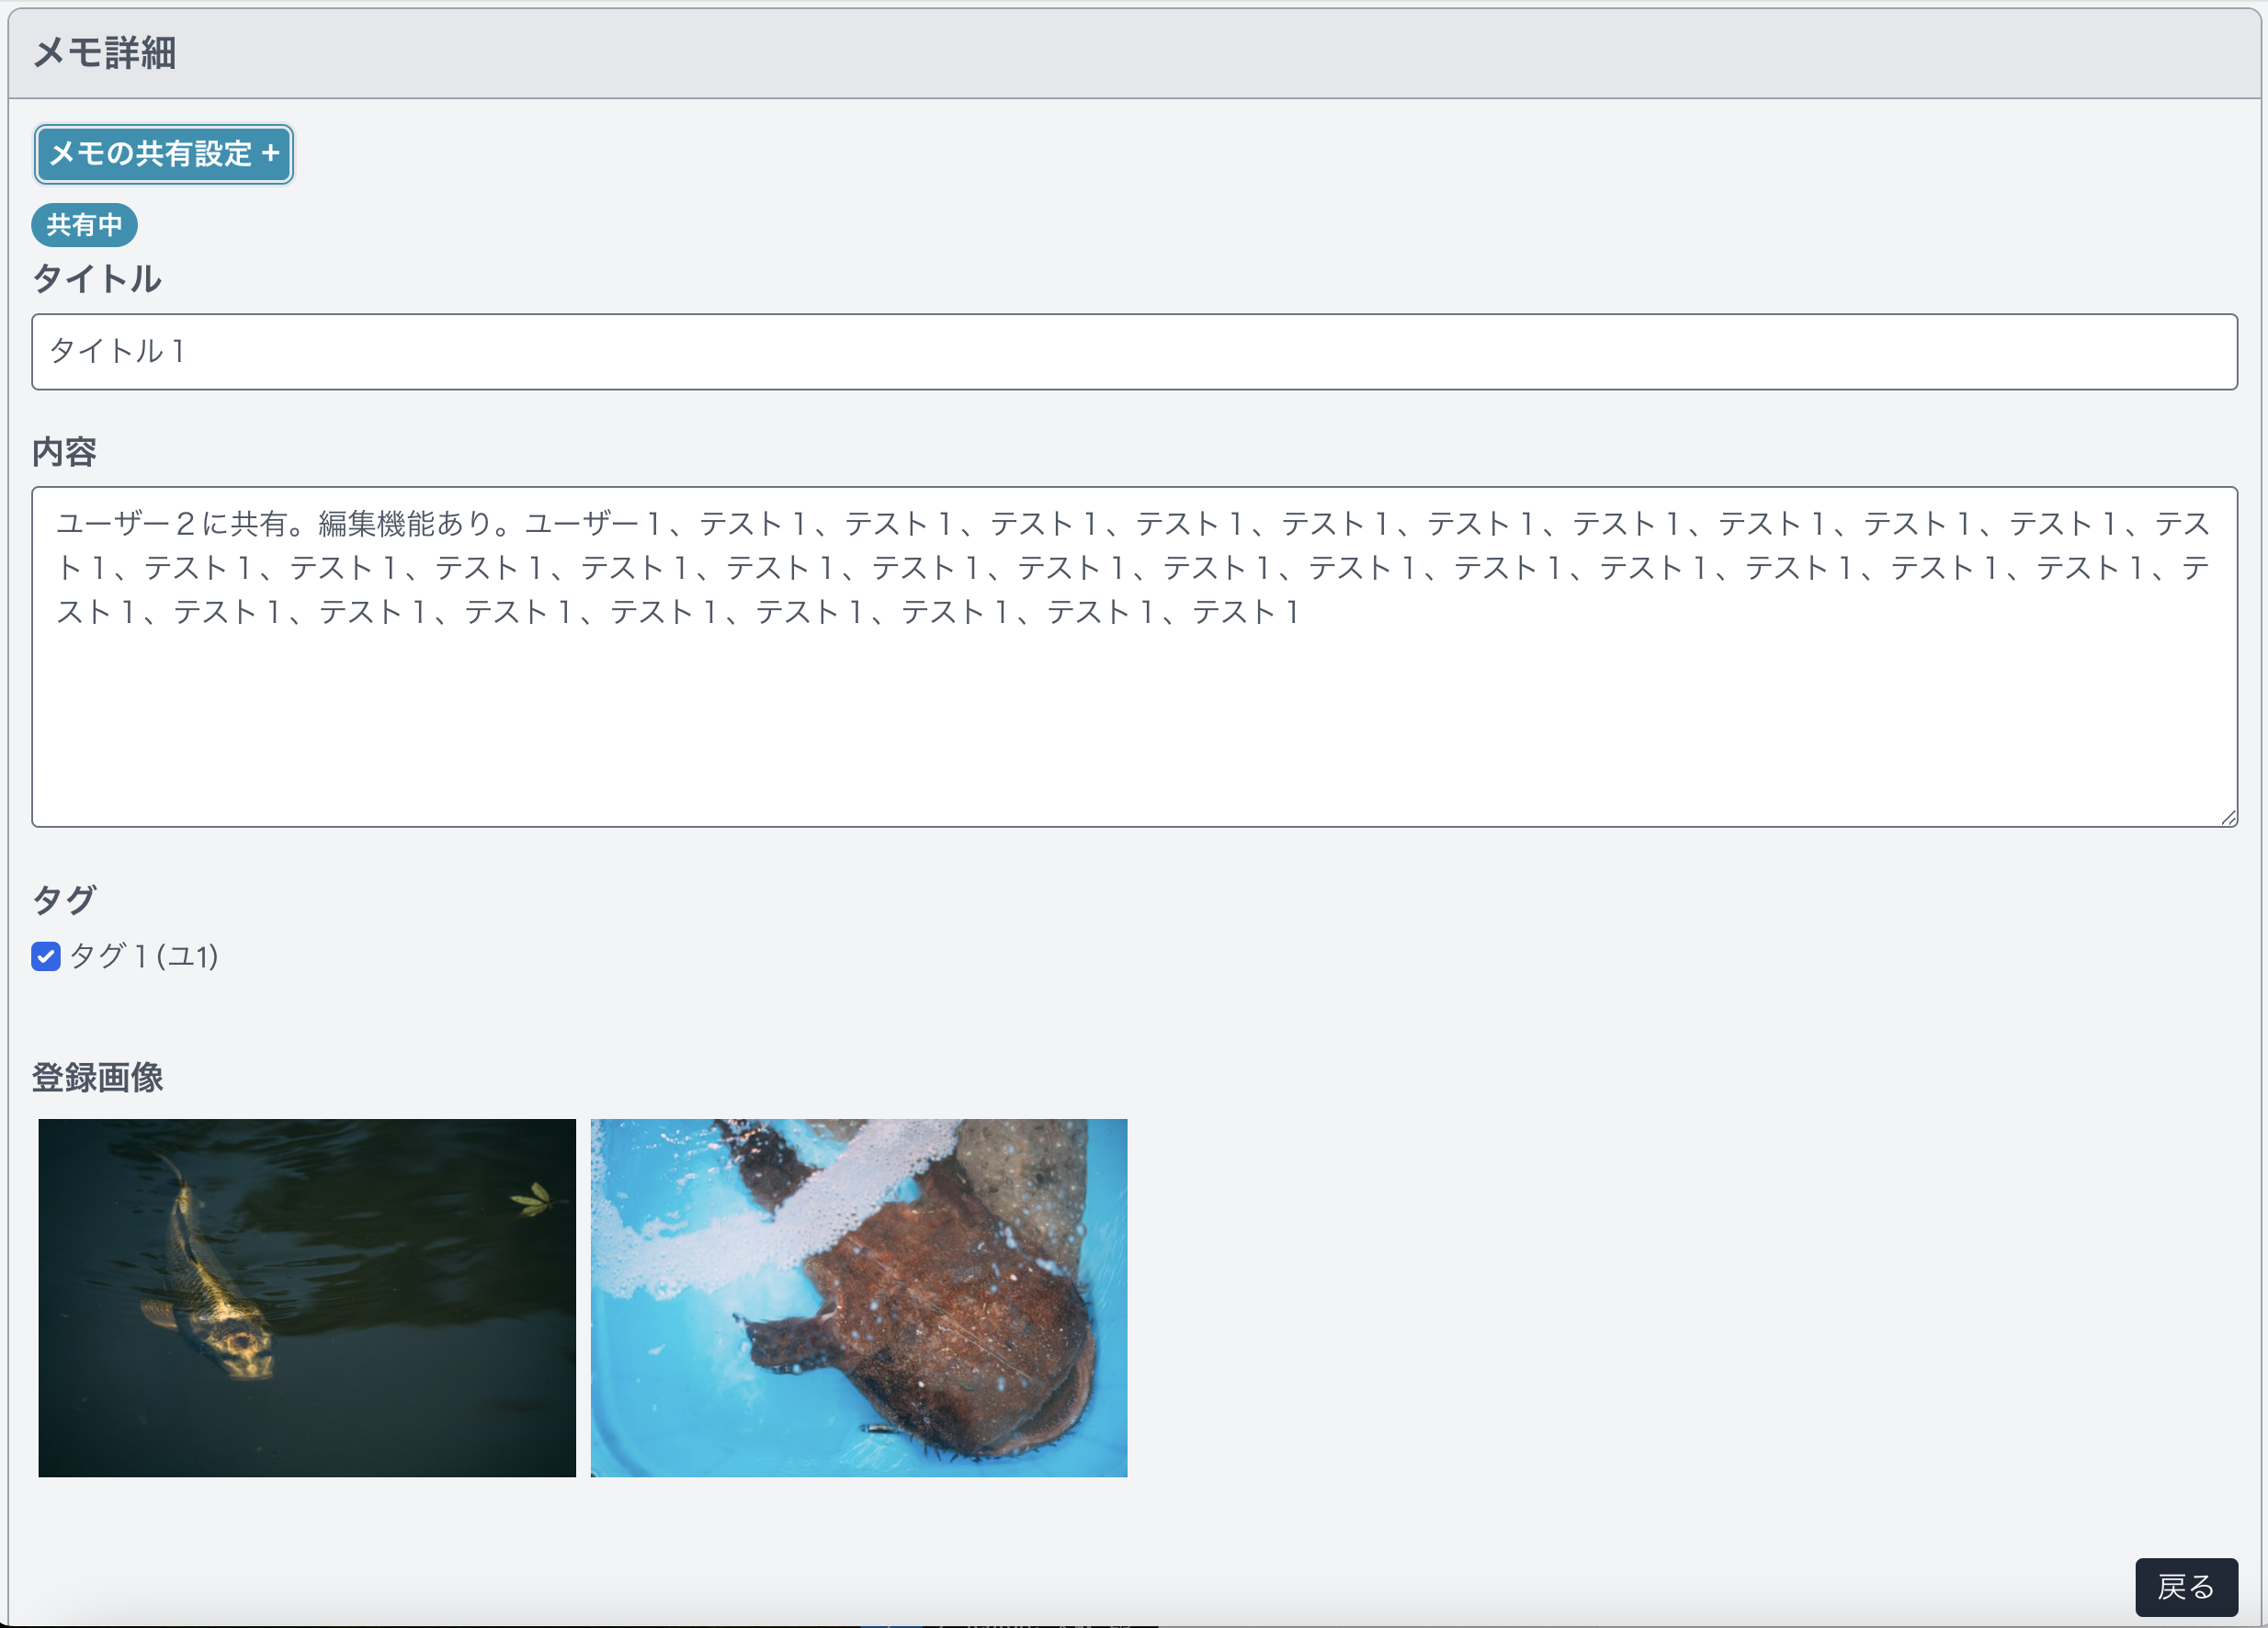 メモ詳細
メモの共有設定 +
共有中
タイトル
タイトル１
内容
ユーザー２に共有。編集機能あり。ユーザー１、テスト１、テスト１、テスト１、テスト１、テスト１、テスト１、テスト１、テスト１、テスト１、テスト１、テス
ト１、テスト１、テスト１、テスト１、テスト１、テスト１、テスト１、テスト１、テスト１、テスト１、テスト１、テスト１、テスト１、テスト１、テスト１、テ
スト１、テスト１、テスト１、テスト１、テスト１、テスト１、テスト１、テスト１、テスト１
タグ
タグ１(ユ1)
登録画像
戻る